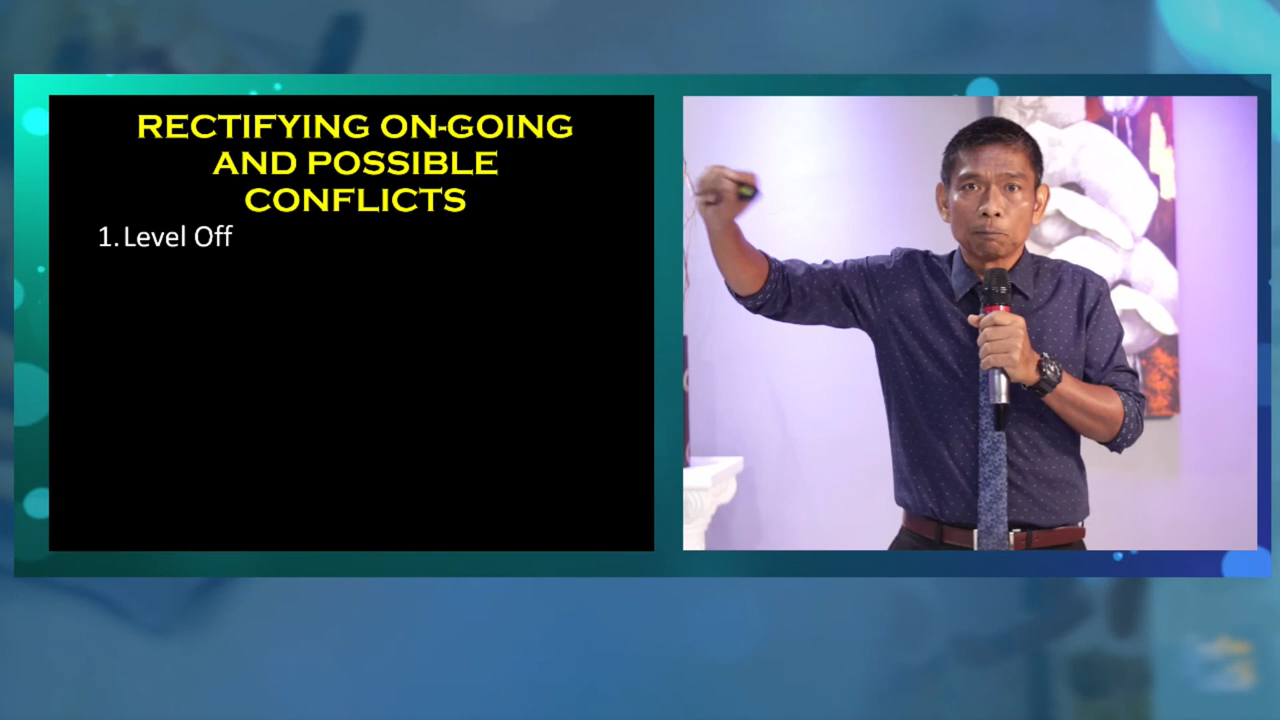 RECTIFYING ON-GOING
AND POSSIBLE
CONFLICTS
1. Level Off